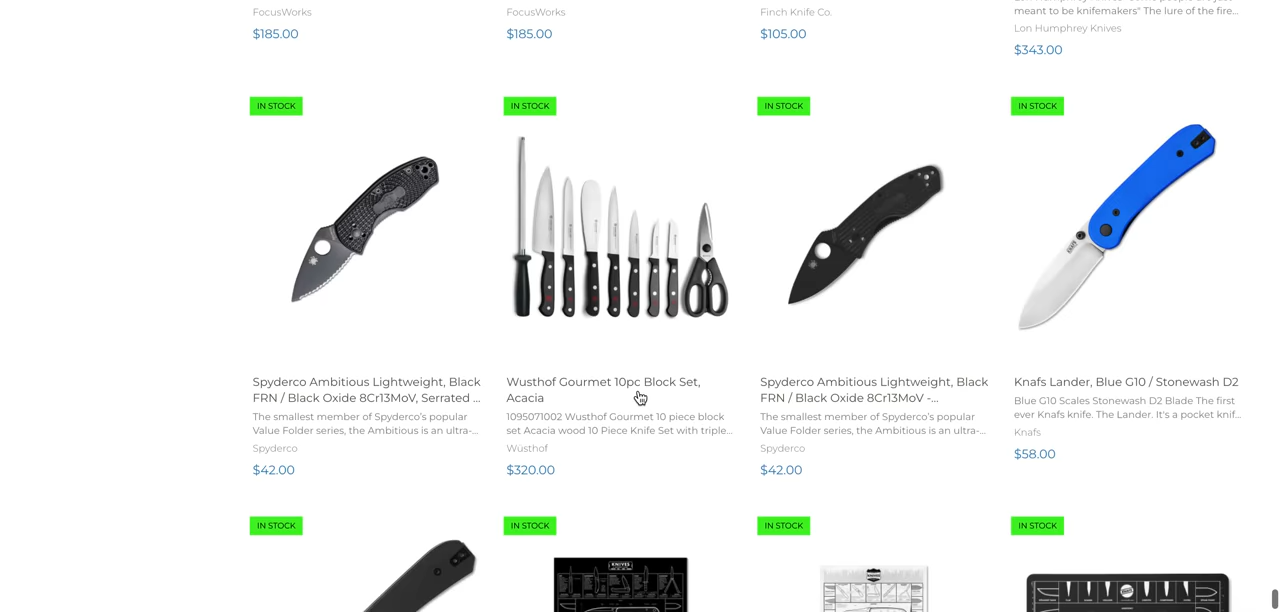 FocusWorks
$185.00
FocusWorks
$185.00
Finch Knife Co.
$105.00
meant to be knifemakers" The lure of the fire...
Lon Humphrey Knives
$343.00
IN STOCK
IN STOCK
IN STOCK
IN STOCK
Spyderco Ambitious Lightweight, Black
FRN / Black Oxide 8Cr13MoV, Serrated ...
The smallest member of Spyderco’s popular
Value Folder series, the Ambitious is an ultra-...
Spyderco
$42.00
Wusthof Gourmet 10pc Block Set,
Acacia
1095071002 Wusthof Gourmet 10 piece block
set Acacia wood 10 Piece Knife Set with triple...
Wüsthof
$320.00
Spyderco Ambitious Lightweight, Black
FRN / Black Oxide 8Cr13MoV -...
The smallest member of Spyderco’s popular
Value Folder series, the Ambitious is an ultra-...
Spyderco
$42.00
Knafs Lander, Blue G10 / Stonewash D2
Blue G10 Scales Stonewash D2 Blade The first
ever Knafs knife. The Lander. It's a pocket knif...
Knafs
$58.00
IN STOCK
IN STOCK
IN STOCK
IN STOCK
KNIVES